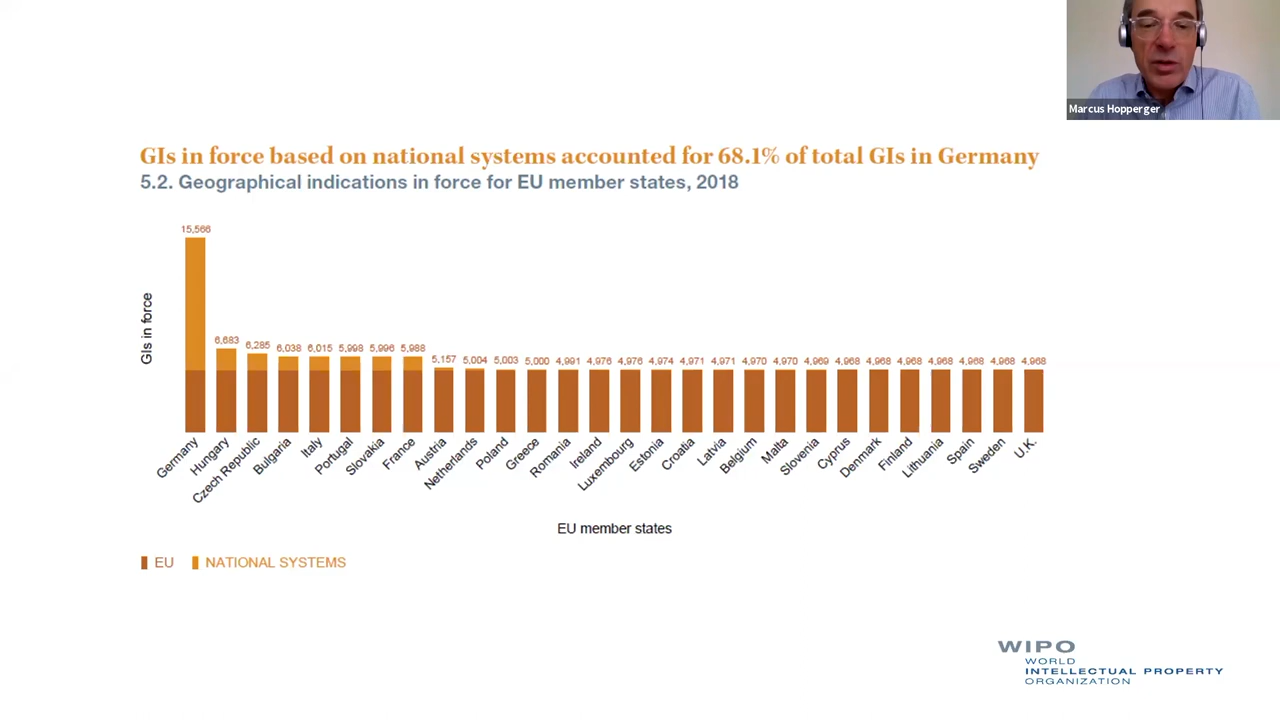 Marcus Hopperger
GIs in force based on national systems accounted for 68.1% of total GIs in Germany
5.2. Geographical indications in force for EU member states, 2018
GIs in force
15,566
6,683
6,285
6,038
6,015
5,998
5,996
5,988
5,157
5,004
5,003
5,000
4,991
4,976
4,976
4,974
4,971
4,971
4,970
4,970
4,969
4,968
4,968
4,968
4,968
4,968
4,968
4,968
Germany
Hungary
Czech Republic
Bulgaria
Italy
Portugal
Slovakia
France
Austria
Netherlands
Poland
Greece
Romania
Ireland
Luxembourg
Estonia
Croatia
Latvia
Belgium
Malta
Slovenia
Cyprus
Denmark
Finland
Lithuania
Spain
Sweden
U.K.
EU member states
EU NATIONAL SYSTEMS
WIPO
WORLD
INTELLECTUAL PROPERTY
ORGANIZATION